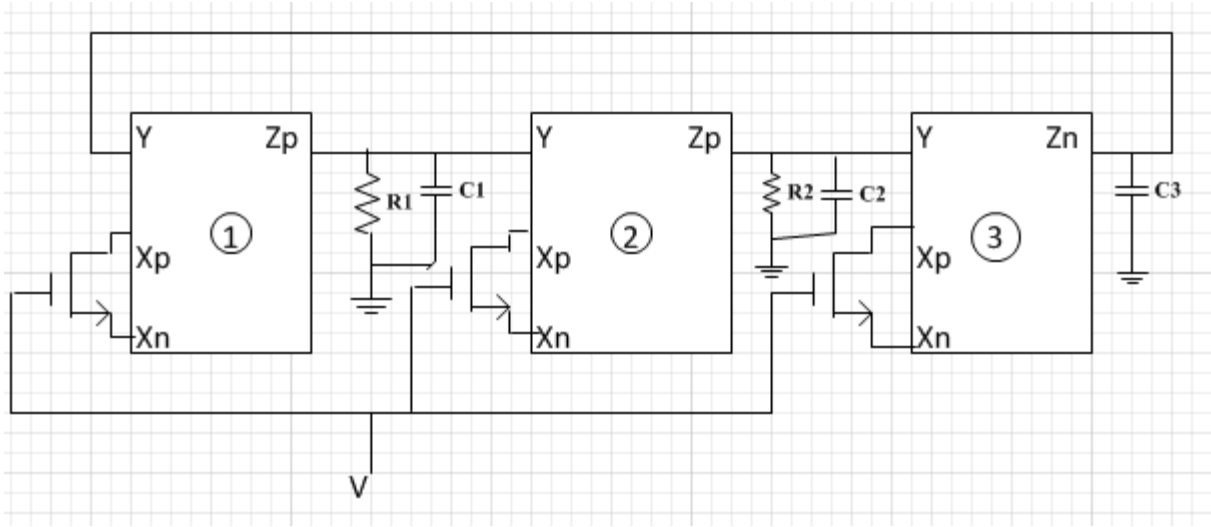 Y Zp Y Zp Y Zn
R1 C1 R2 C2 C3
1 2 3
Xp Xp Xp
Xn Xn Xn
V